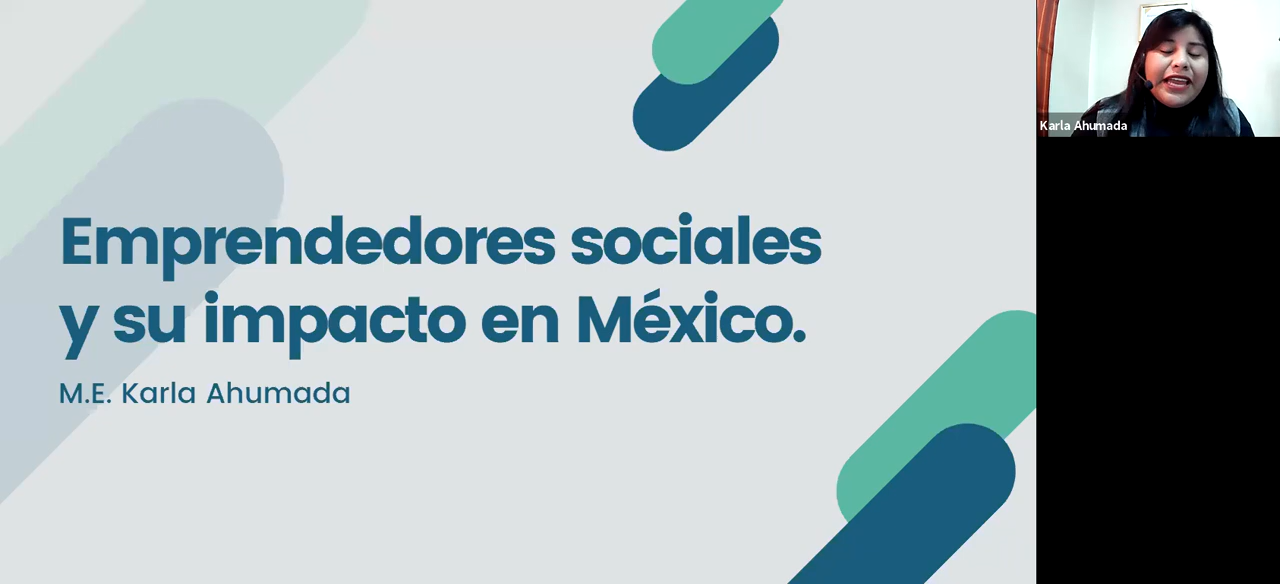 Emprendedores sociales
y su impacto en México.
M.E. Karla Ahumada
Karla Ahumada